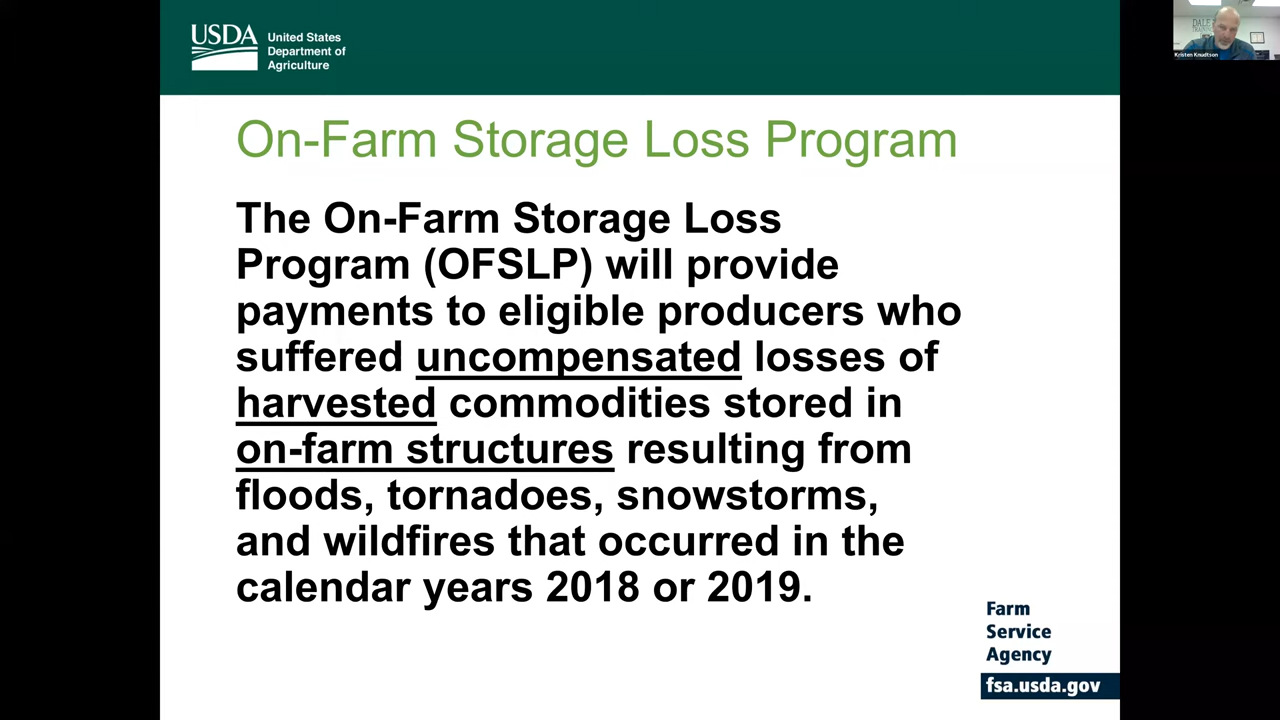 USDA
United States
Department of
Agriculture
Kristen Knudtson
On-Farm Storage Loss Program
The On-Farm Storage Loss
Program (OFSLP) will provide
payments to eligible producers who
suffered uncompensated losses of
harvested commodities stored in
on-farm structures resulting from
floods, tornadoes, snowstorms,
and wildfires that occurred in the
calendar years 2018 or 2019.
Farm
Service
Agency
fsa.usda.gov